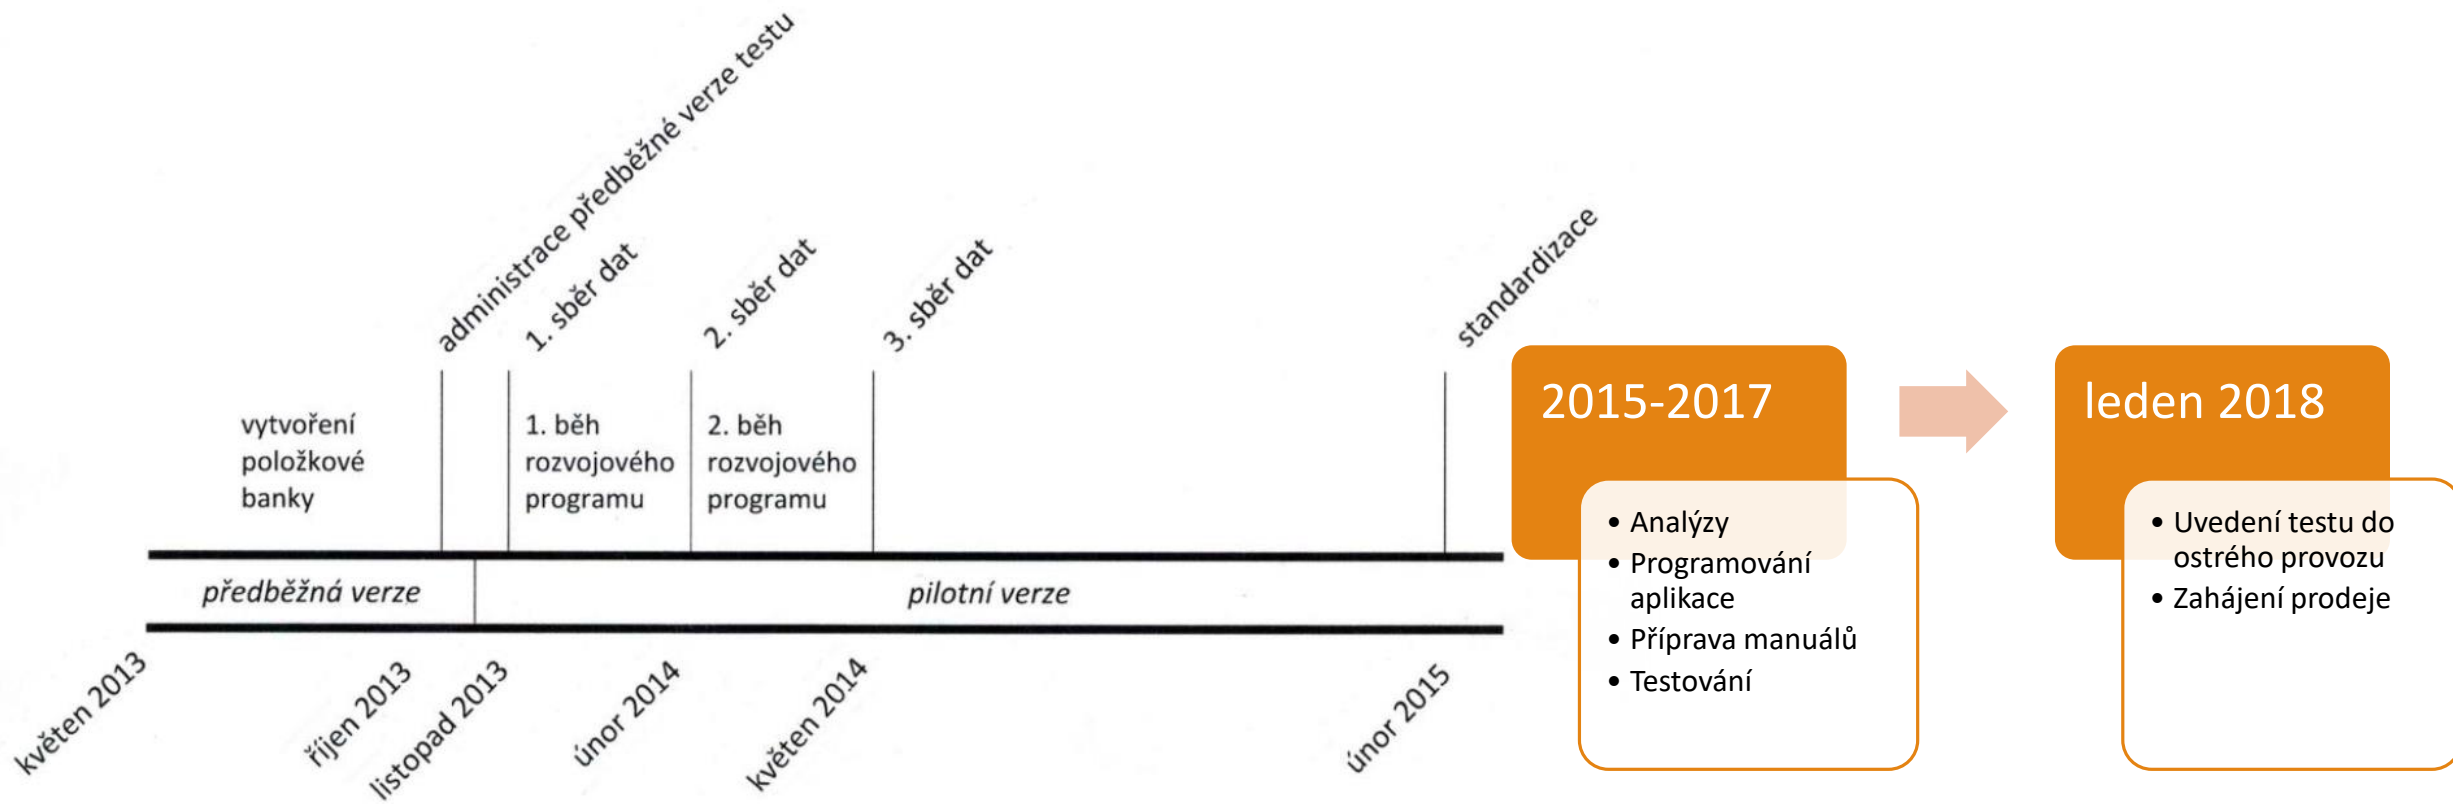 administrace předběžné verze testu
1. sběr dat
2. sběr dat
3. sběr dat
standardizace
vytvoření
položkové
banky
1. běh
rozvojového
programu
2. běh
rozvojového
programu
předběžná verze
pilotní verze
květen 2013
říjen 2013
listopad 2013
únor 2014
květen 2014
únor 2015
2015-2017
• Analýzy
• Programování
aplikace
• Příprava manuálů
• Testování
leden 2018
• Uvedení testu do
ostrého provozu
• Zahájení prodeje